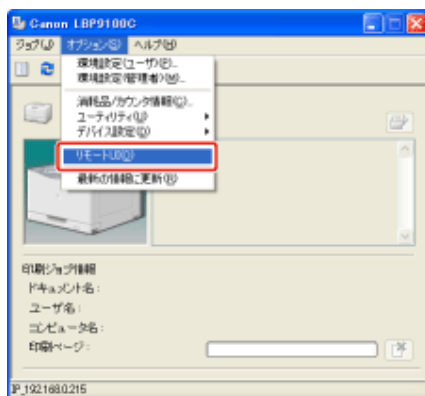 Canon LBP9100C
ジョブ(J) オプション(S) ヘルプ(H)
環境設定(ユーザ)(P)...
環境設定(管理者)(M)...
消耗品/カウンタ情報(C)...
ユーティリティ(U)
デバイス設定(D)
リモートUI(O)
最新の情報に更新(R)
印刷ジョブ情報
ドキュメント名:
ユーザ名:
コンピュータ名:
印刷ページ:
IP_192.168.0.215